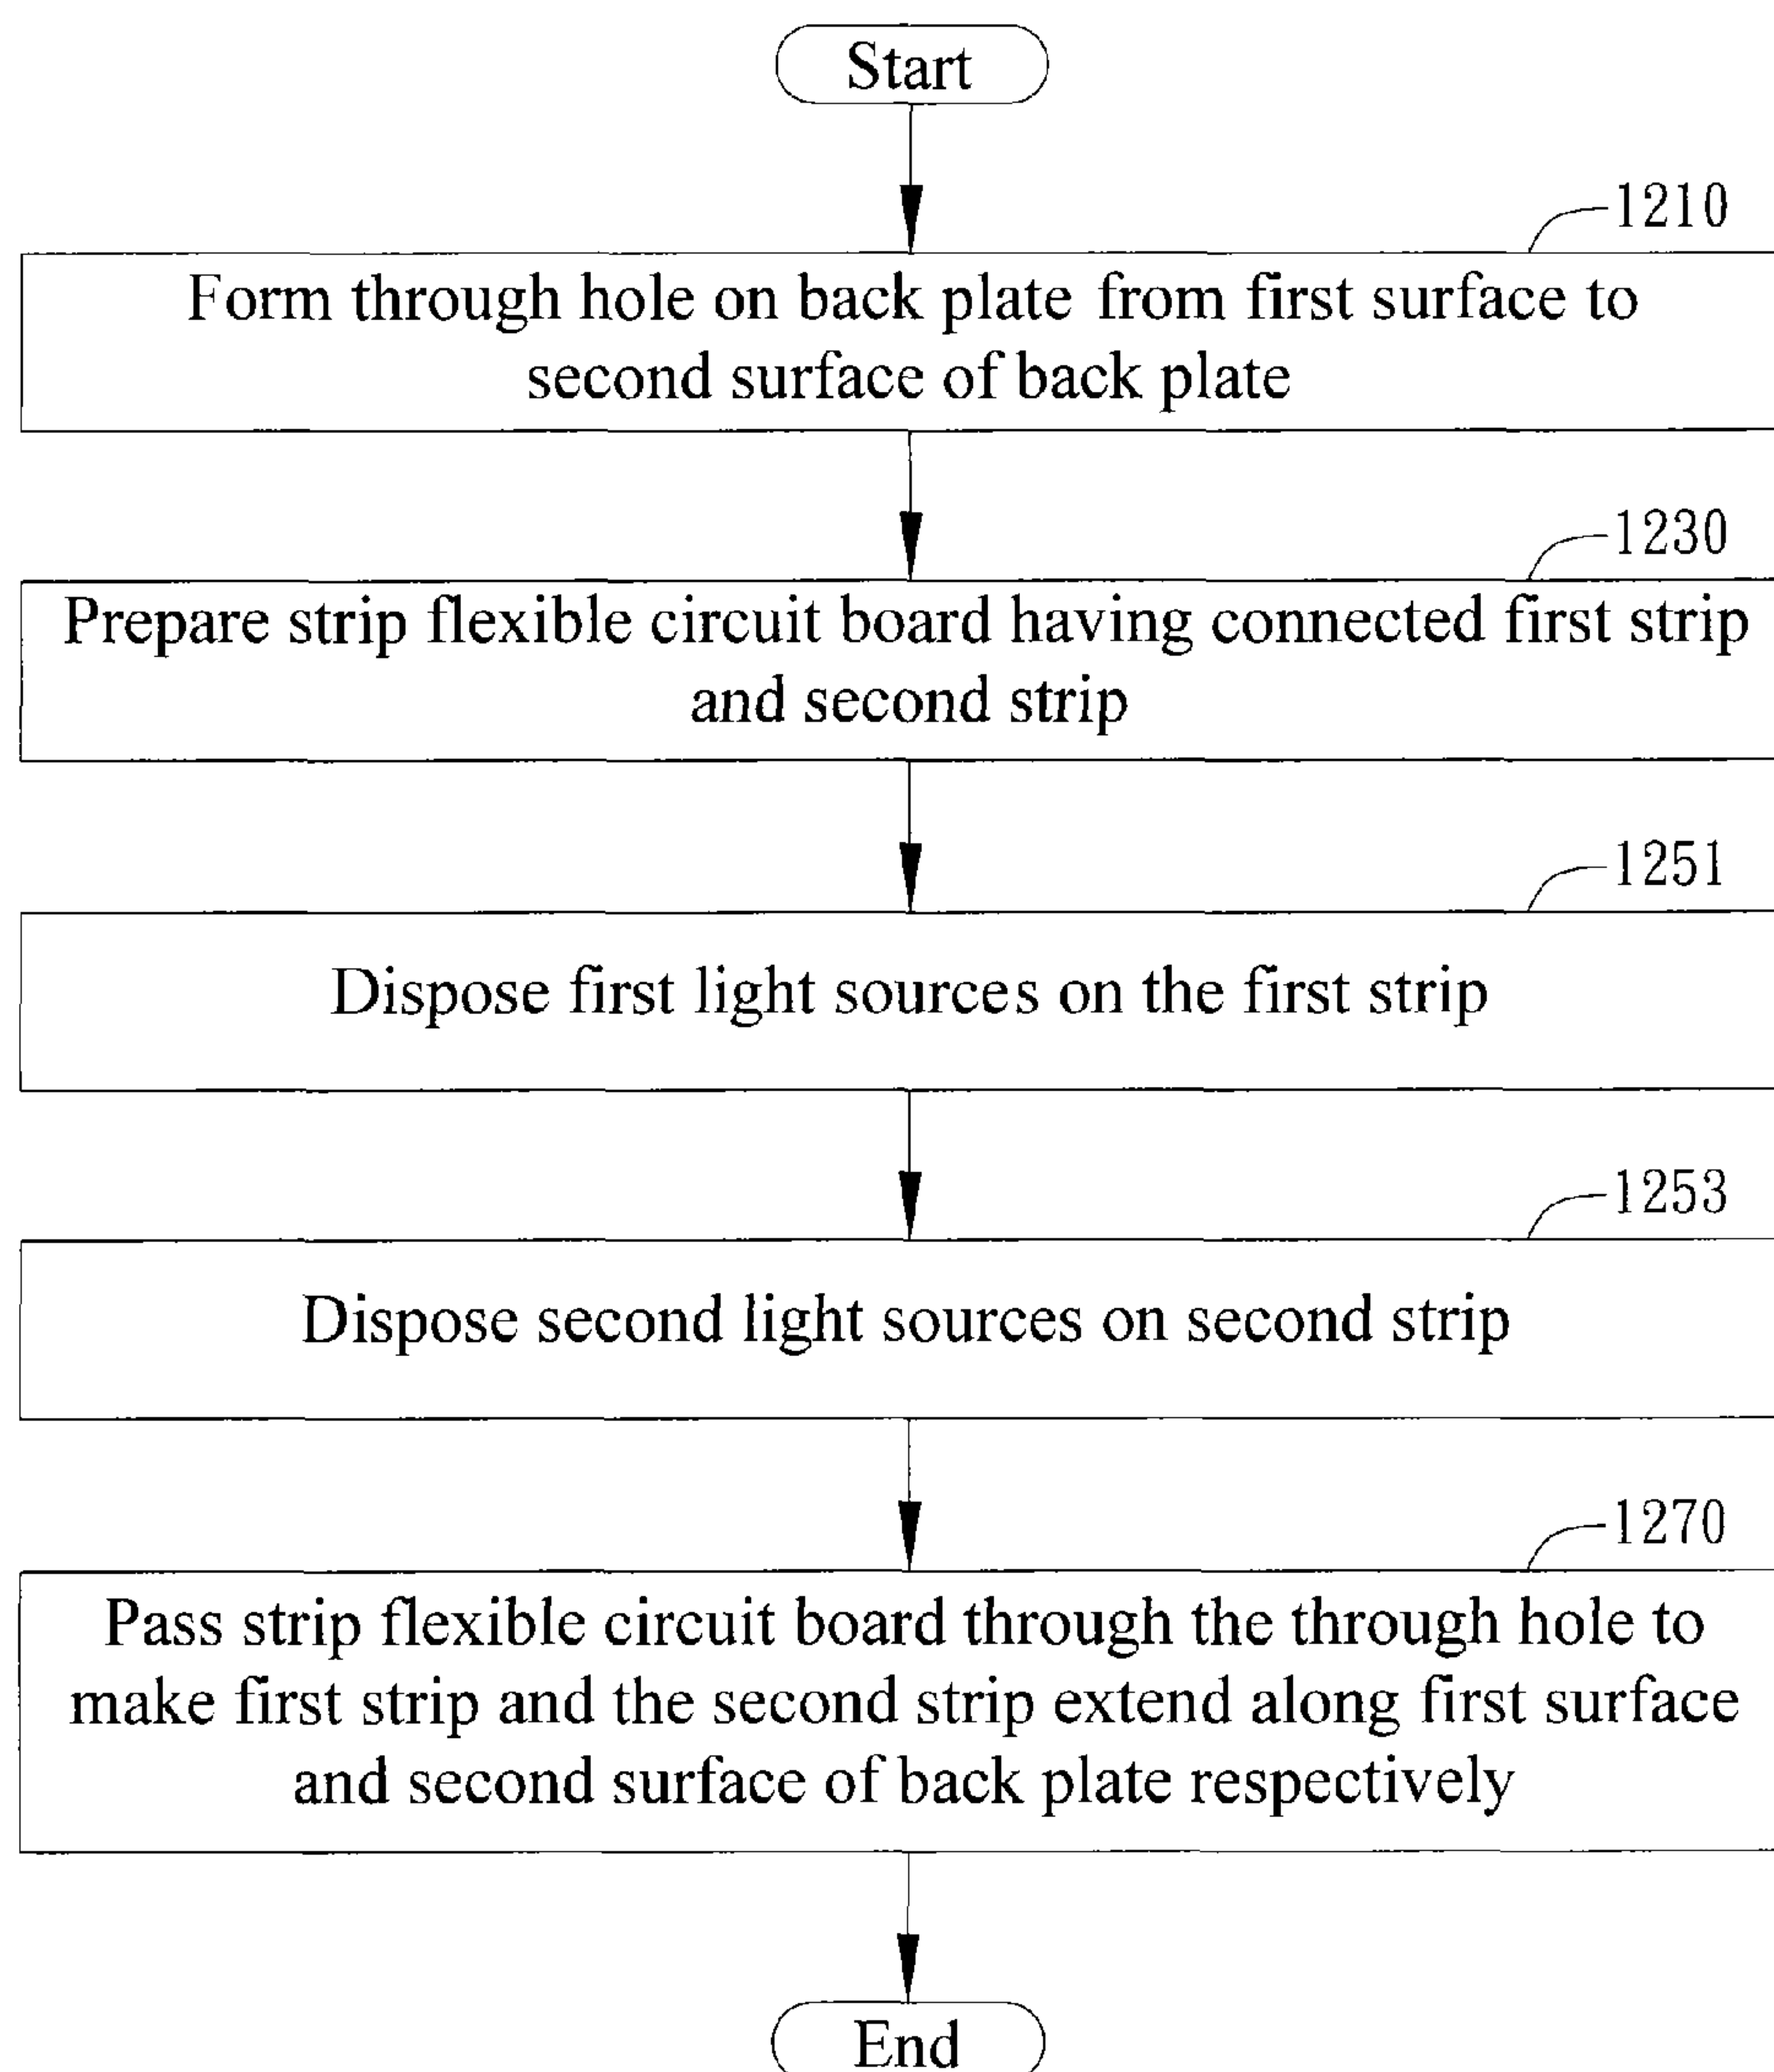 Start
1210
Form through hole on back plate from first surface to
second surface of back plate
1230
Prepare strip flexible circuit board having connected first strip
and second strip
1251
Dispose first light sources on the first strip
1253
Dispose second light sources on second strip
1270
Pass strip flexible circuit board through the through hole to
make first strip and the second strip extend along first surface
and second surface of back plate respectively
End